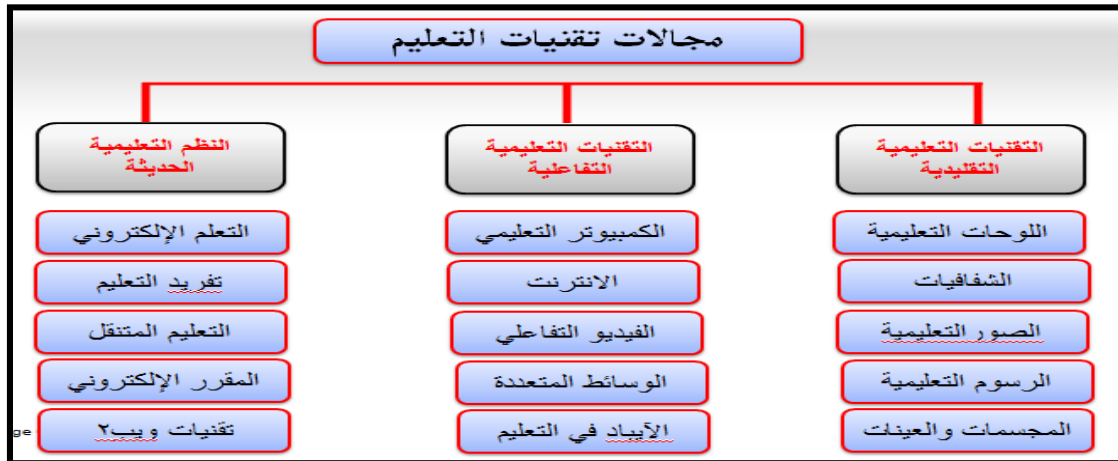 مجالات تقنيات التعليم
التقنيات التعليمية
التقليدية
اللوحات التعليمية
الشفافيات
الصور التعليمية
الرسوم التعليمية
المجسمات والعينات
التقنيات التعليمية
التفاعلية
الكمبيوتر التعليمي
الانترنت
الفيديو التفاعلي
الوسائط المتعددة
الآيباد في التعليم
النظم التعليمية
الحديثة
التعلم الإلكتروني
تفريد التعليم
التعليم المتنقل
المقرر الإلكتروني
تقنيات ويب٢
ge